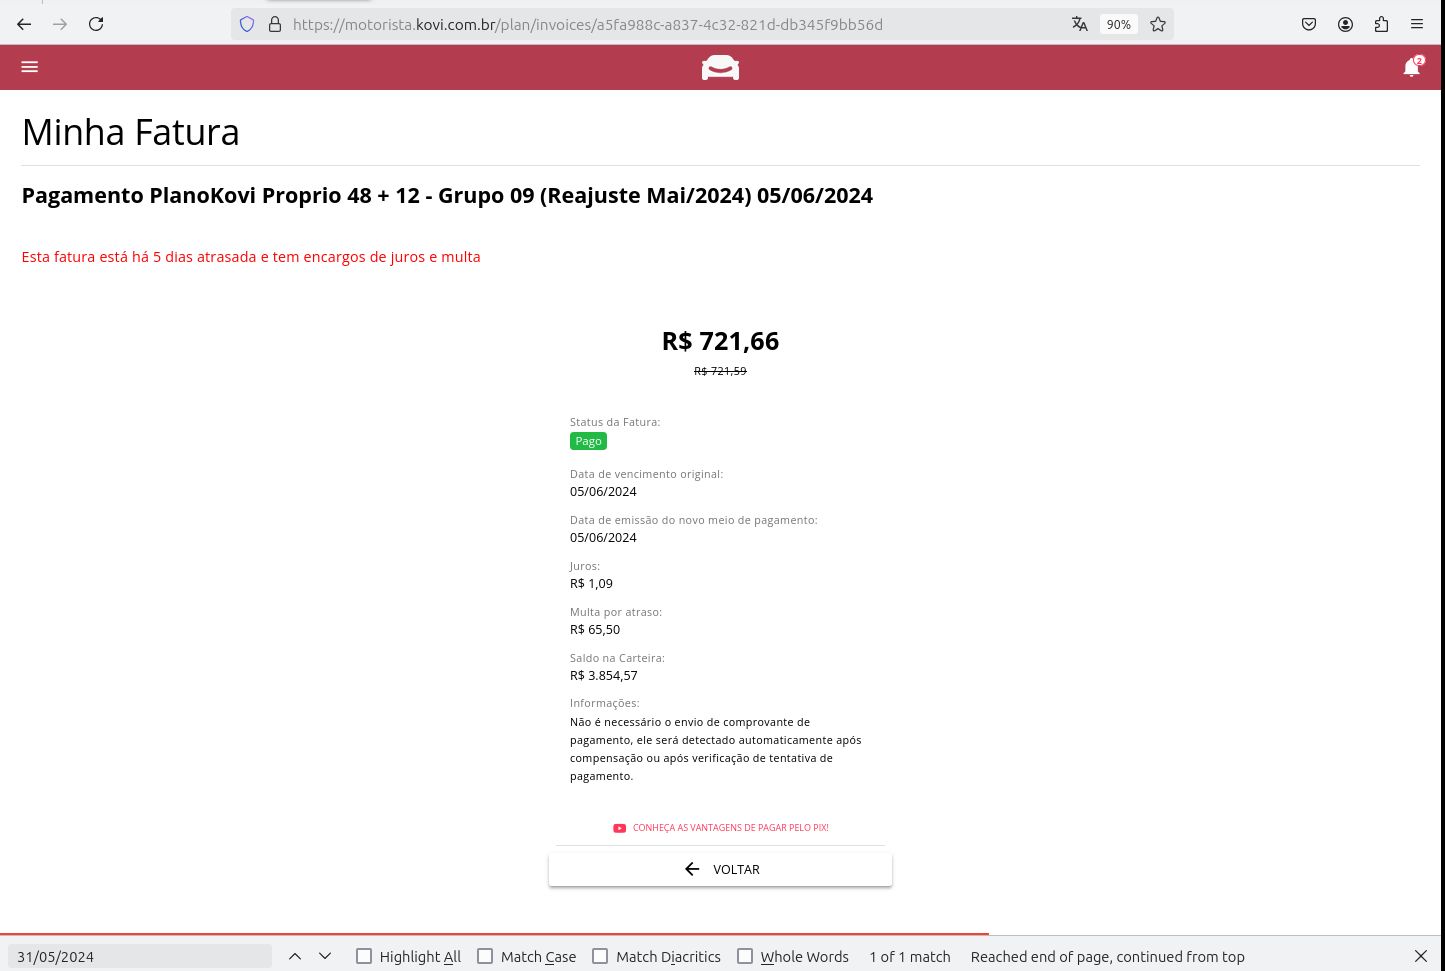 https://motorista.kovi.com.br/plan/invoices/a5fa988c-a837-4c32-821d-db345f9bb56d
90%
2
Minha Fatura
Pagamento PlanoKovi Proprio 48 + 12 - Grupo 09 (Reajuste Mai/2024) 05/06/2024
Esta fatura está há 5 dias atrasada e tem encargos de juros e multa
R$ 721,66
R$ 721,59
Status da Fatura:
Pago
Data de vencimento original:
05/06/2024
Data de emissão do novo meio de pagamento:
05/06/2024
Juros:
R$ 1,09
Multa por atraso:
R$ 65,50
Saldo na Carteira:
R$ 3.854,57
Informações:
Não é necessário o envio de comprovante de
pagamento, ele será detectado automaticamente após
compensação ou após verificação de tentativa de
pagamento.
CONHEÇA AS VANTAGENS DE PAGAR PELO PIX!
VOLTAR
31/05/2024 Highlight All Match Case Match Diacritics Whole Words 1 of 1 match Reached end of page, continued from top